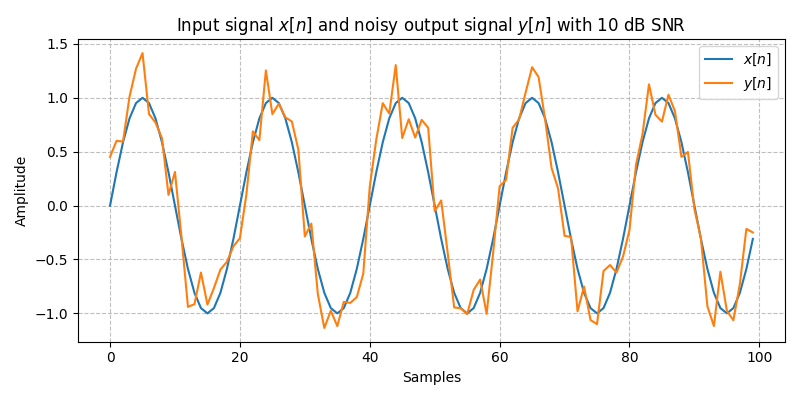 Input signal x[n] and noisy output signal y[n] with 10 dB SNR
x[n]
y[n]
1.5
1.0
0.5
0.0
−0.5
−1.0
Amplitude
0 20 40 60 80 100
Samples